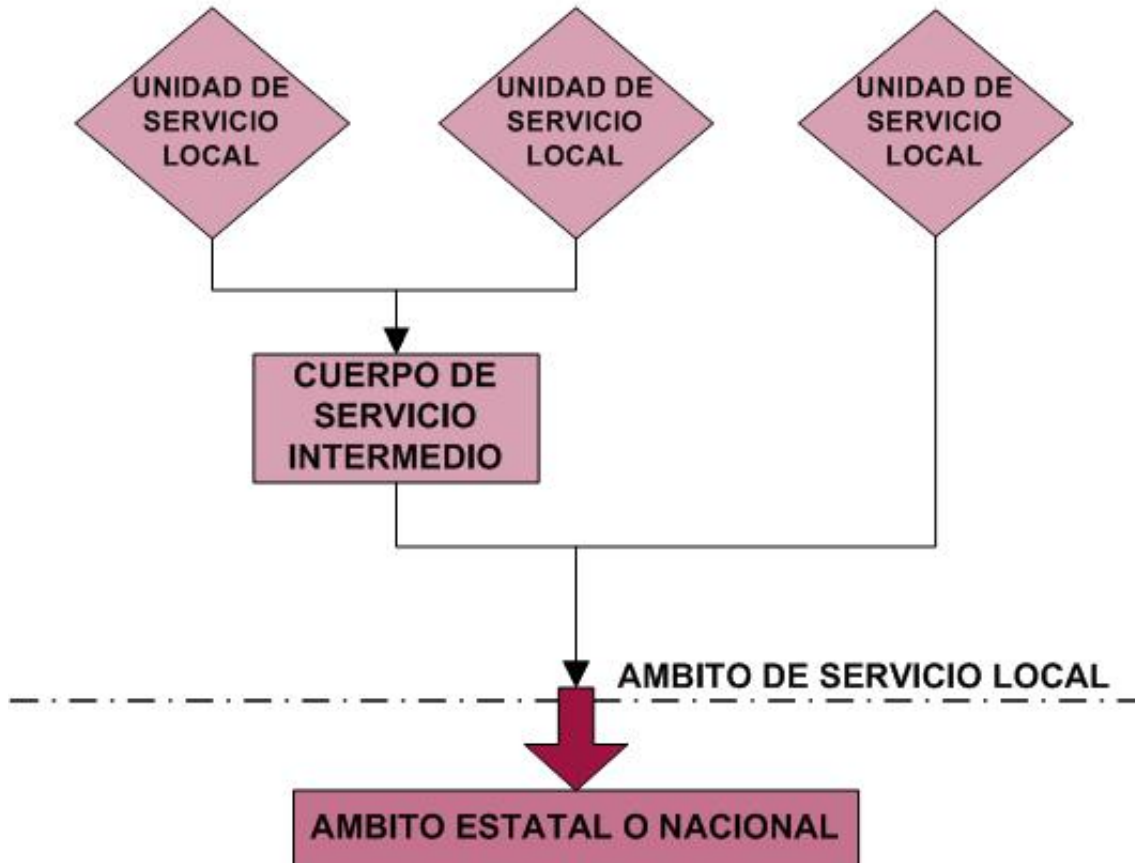 UNIDAD DE
SERVICIO
LOCAL
UNIDAD DE
SERVICIO
LOCAL
UNIDAD DE
SERVICIO
LOCAL
CUERPO DE
SERVICIO
INTERMEDIO
AMBITO DE SERVICIO LOCAL
AMBITO ESTATAL O NACIONAL